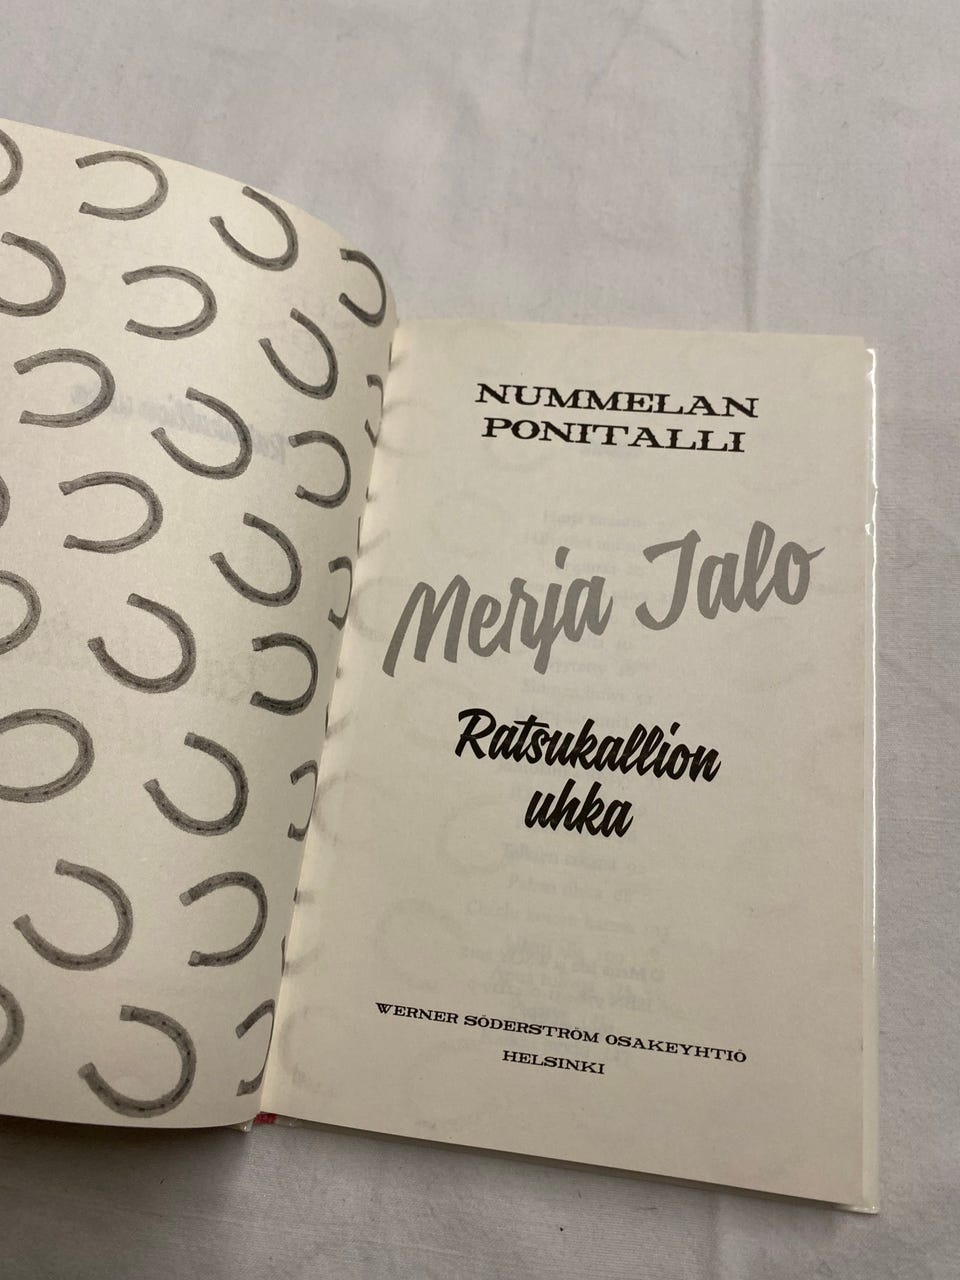 NUMMELAN
PONITALLI
Merja Jalo
Ratsukallion
uhka
WERNER SÖDERSTRÖM OSAKEYHTIÖ
HELSINKI